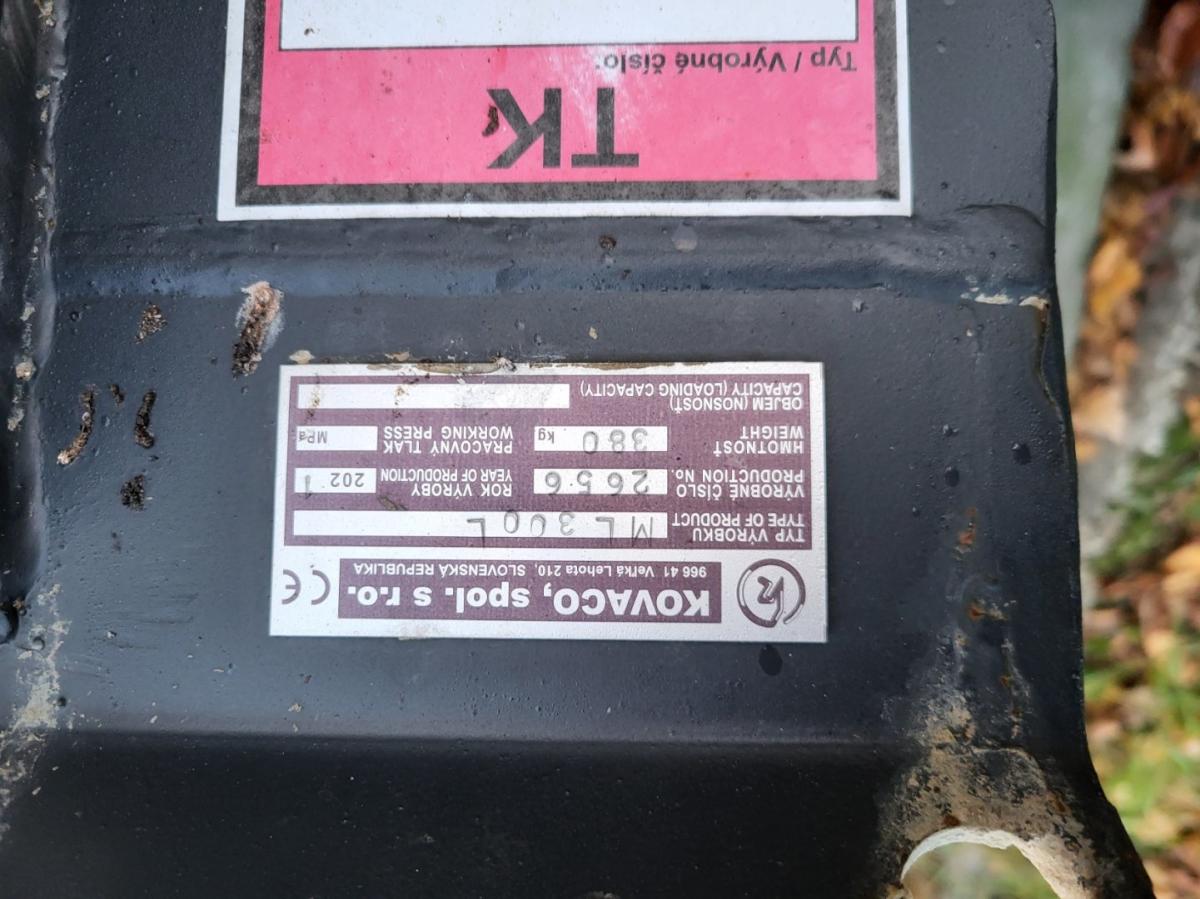 KOVACO, spol. s r.o.
966 41 Veľká Lehota 210, SLOVENSKÁ REPUBLIKA
CE
TYP VÝROBKU
TYPE OF PRODUCT
ML 300L
VÝROBNÉ ČÍSLO
PRODUCTION No.
2656
ROK VÝROBY
YEAR OF PRODUCTION
2021
HMOTNOSŤ
WEIGHT
380 kg
PRACOVNÝ TLAK
WORKING PRESS
MPa
OBJEM (NOSNOSŤ)
CAPACITY (LOADING CAPACITY)
TK
Typ / Výrobné číslo: